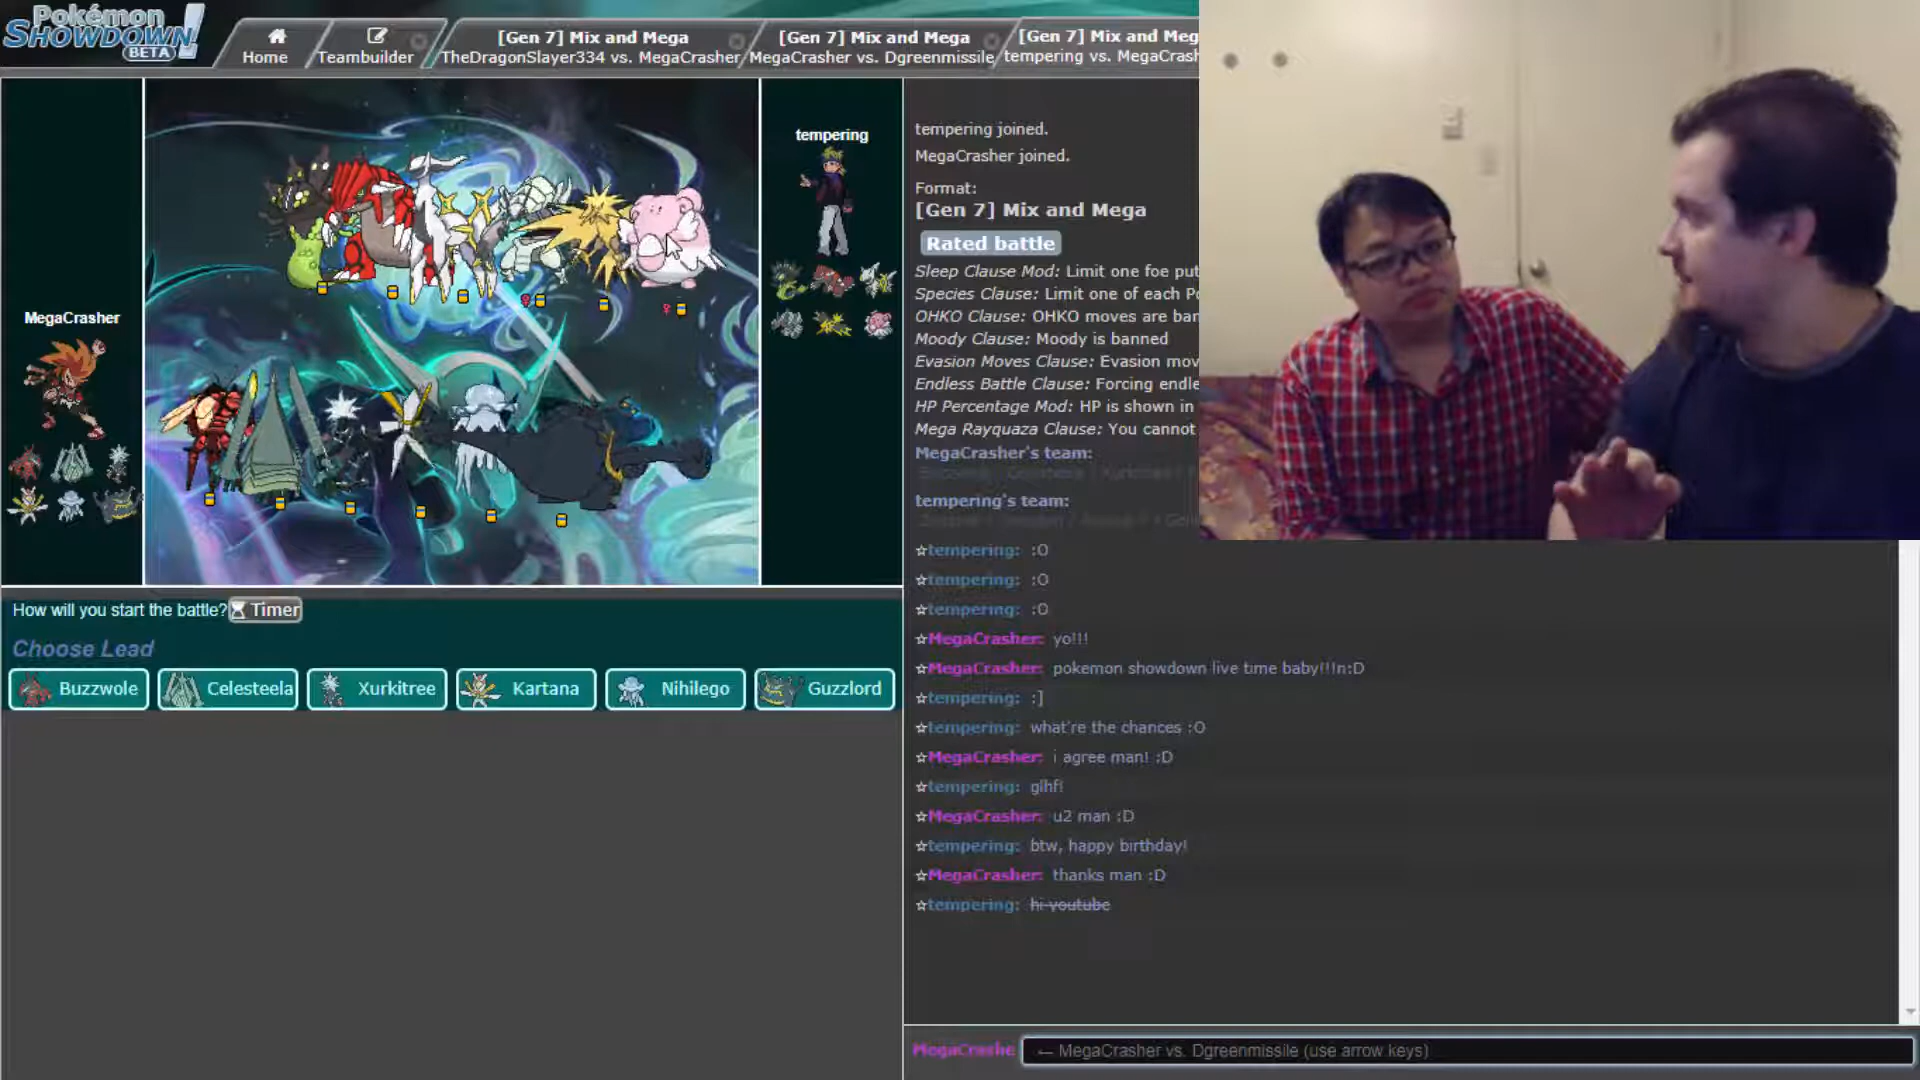 Pokémon
SHOWDOWN!
BETA
Home
Teambuilder
[Gen 7] Mix and Mega
TheDragonSlayer334 vs. MegaCrasher
[Gen 7] Mix and Mega
MegaCrasher vs. Dgreenmissile
[Gen 7] Mix and Meg
tempering vs. MegaCrash
MegaCrasher
tempering
tempering joined.
MegaCrasher joined.
Format:
[Gen 7] Mix and Mega
Rated battle
Sleep Clause Mod: Limit one foe put
Species Clause: Limit one of each Po
OHKO Clause: OHKO moves are ban
Moody Clause: Moody is banned
Evasion Moves Clause: Evasion mov
Endless Battle Clause: Forcing endle
HP Percentage Mod: HP is shown in
Mega Rayquaza Clause: You cannot
MegaCrasher's team:
tempering's team:
☆tempering: :O
☆tempering: :O
☆tempering: :O
☆MegaCrasher: yo!!!
☆MegaCrasher: pokemon showdown live time baby!!!n:D
☆tempering: :]
☆tempering: what're the chances :O
☆MegaCrasher: i agree man! :D
☆tempering: glhf!
☆MegaCrasher: u2 man :D
☆tempering: btw, happy birthday!
☆MegaCrasher: thanks man :D
☆tempering: hi youtube
How will you start the battle? Timer
Choose Lead
Buzzwole
Celesteela
Xurkitree
Kartana
Nihilego
Guzzlord
MegaCrashe
← MegaCrasher vs. Dgreenmissile (use arrow keys)